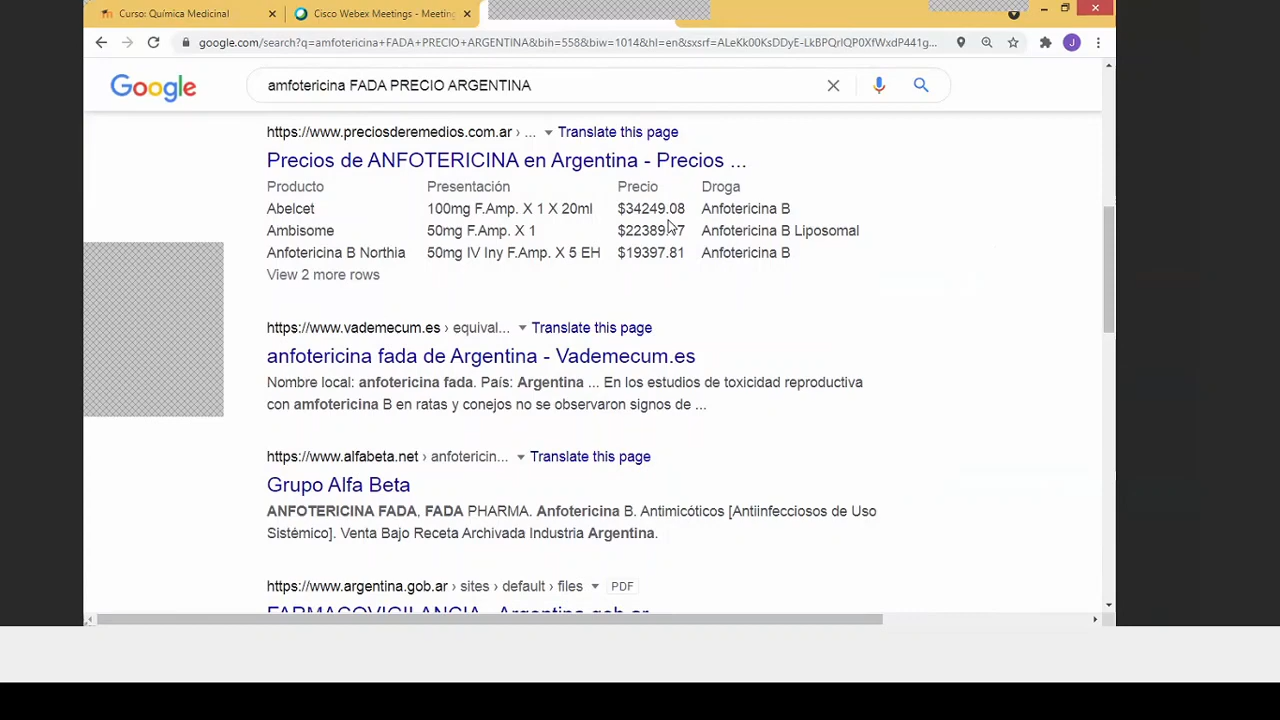 Curso: Química Medicinal
Cisco Webex Meetings - Meeting
google.com/search?q=amfotericina+FADA+PRECIO+ARGENTINA&bih=558&biw=1014&hl=en&sxsrf=ALeKk00KsDDyE-LkBPQrIQP0XfWxdP441g...
J
Google
amfotericina FADA PRECIO ARGENTINA
https://www.preciosderemedios.com.ar › ... Translate this page
Precios de ANFOTERICINA en Argentina - Precios ...
Producto Presentación Precio Droga
Abelcet 100mg F.Amp. X 1 X 20ml $34249.08 Anfotericina B
Ambisome 50mg F.Amp. X 1 Anfotericina B Liposomal
Anfotericina B Northia 50mg IV Iny F.Amp. X 5 EH $19397.81 Anfotericina B
View 2 more rows
https://www.vademecum.es › equival... Translate this page
anfotericina fada de Argentina - Vademecum.es
Nombre local: anfotericina fada. País: Argentina ... En los estudios de toxicidad reproductiva
con amfotericina B en ratas y conejos no se observaron signos de ...
https://www.alfabeta.net › anfotericin... Translate this page
Grupo Alfa Beta
ANFOTERICINA FADA, FADA PHARMA. Anfotericina B. Antimicóticos [Antiinfecciosos de Uso
Sistémico]. Venta Bajo Receta Archivada Industria Argentina.
https://www.argentina.gob.ar › sites › default › files PDF
FARMACOVIGILANCIA - Argentina.gob.ar